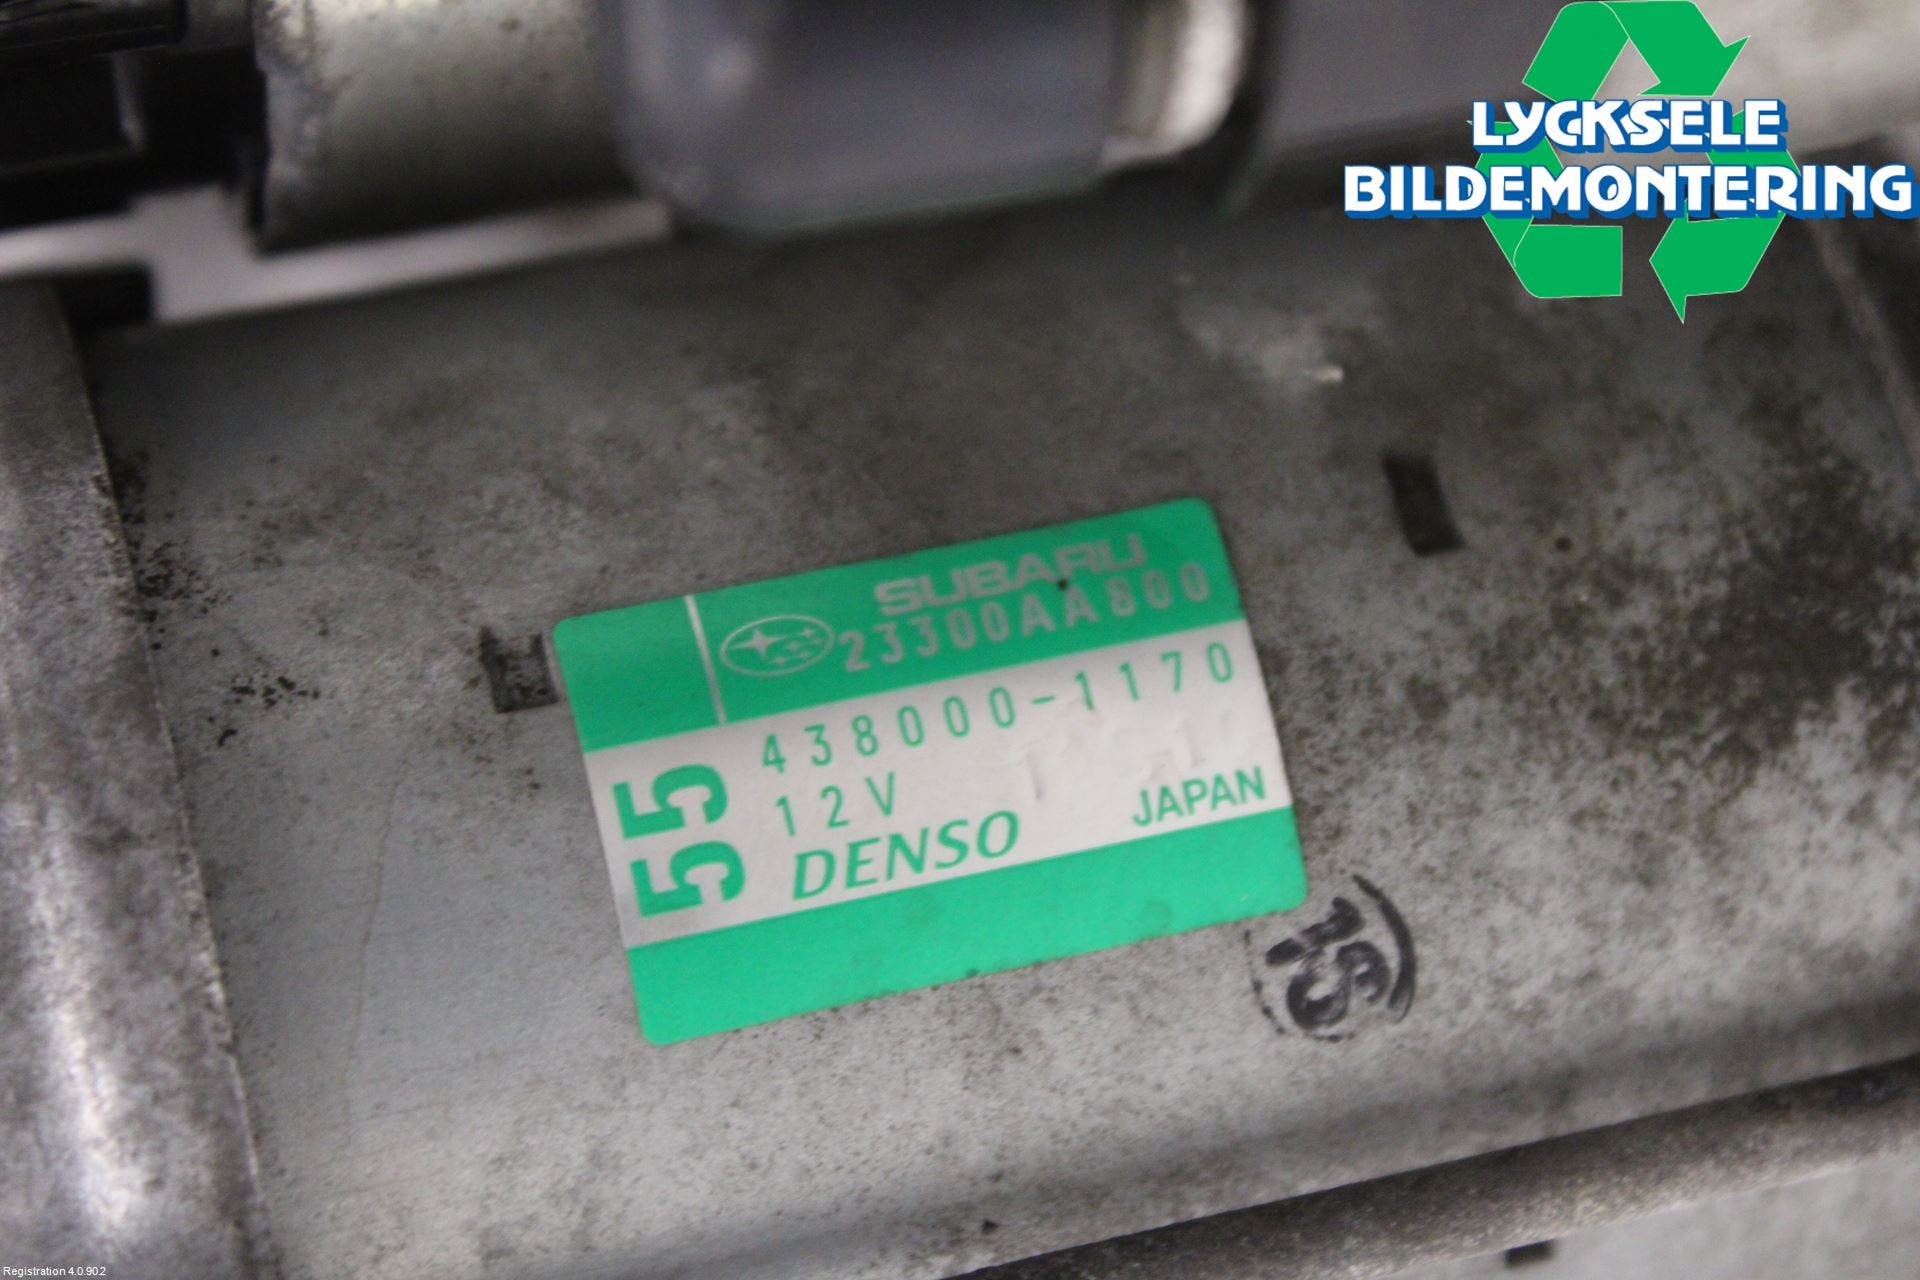 LYCKSELE
BILDEMONTERING
SUBARU
23300AA800
438000-1170
12V
55
DENSO
JAPAN
Registration 4.0.90.2